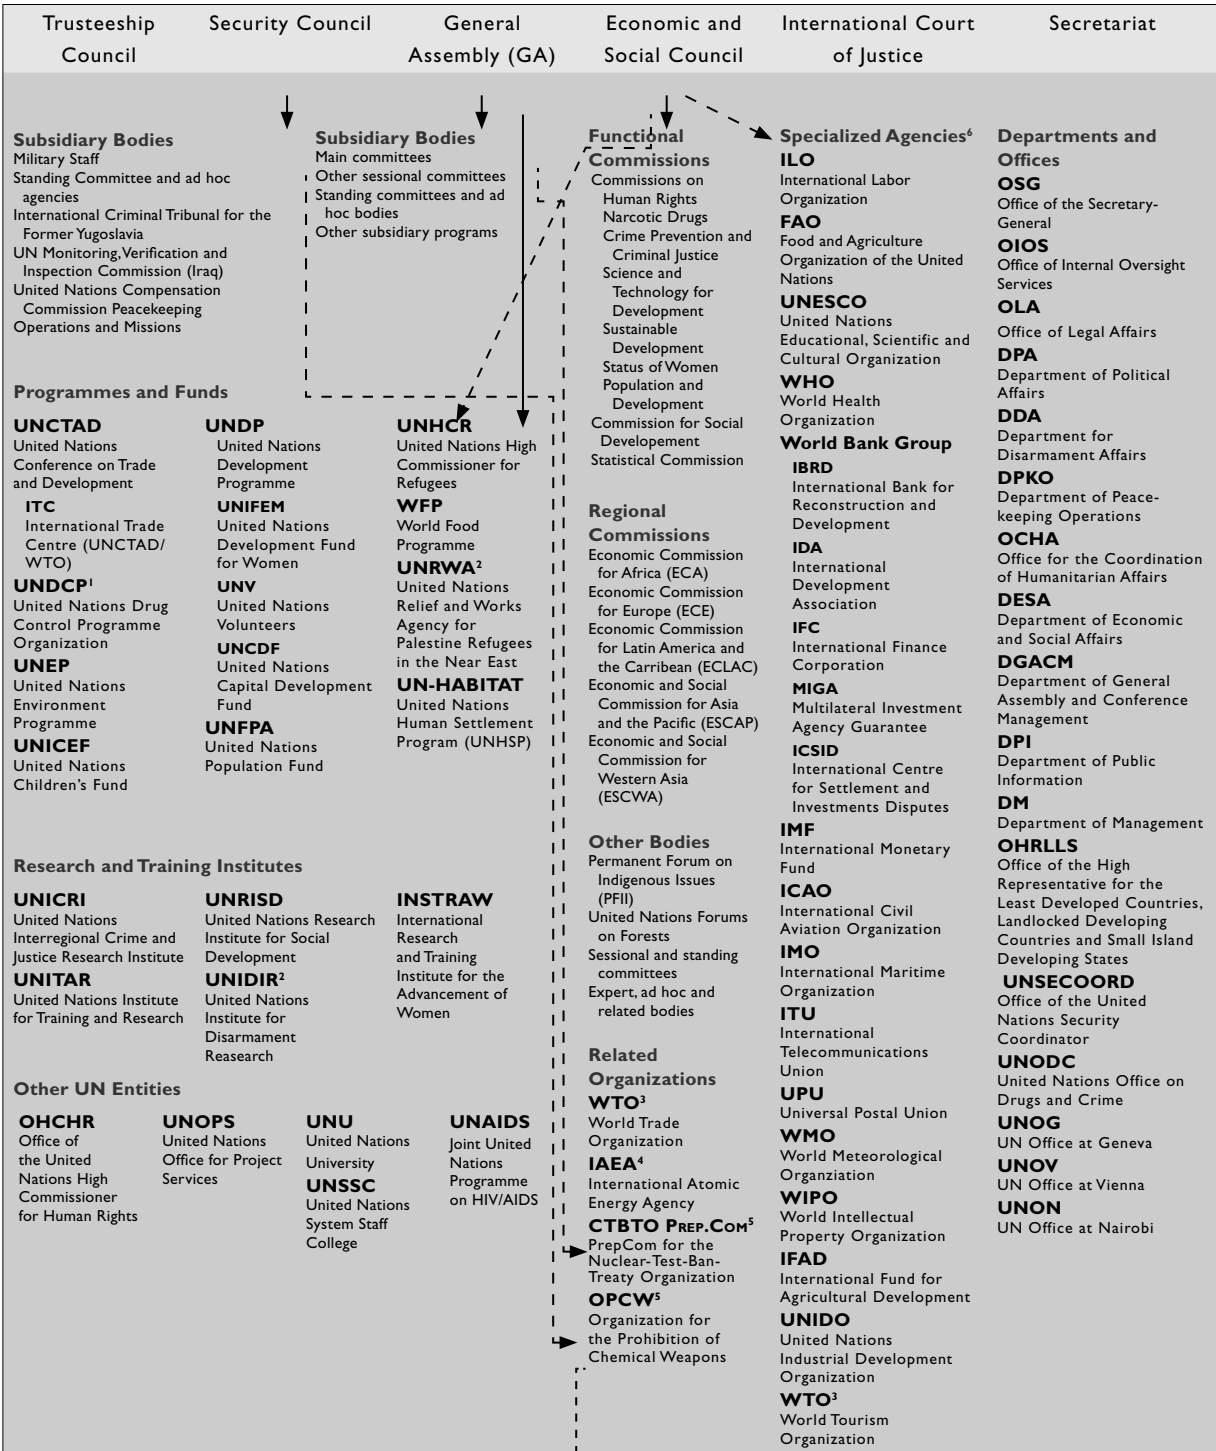 Trusteeship
Council
Security Council
General
Assembly (GA)
Economic and
Social Council
International Court
of Justice
Secretariat
Subsidiary Bodies
Military Staff
Standing Committee and ad hoc
agencies
International Criminal Tribunal for the
Former Yugoslavia
UN Monitoring, Verification and
Inspection Commission (Iraq)
United Nations Compensation
Commission Peacekeeping
Operations and Missions
Subsidiary Bodies
Main committees
Other sessional committees
Standing committees and ad
hoc bodies
Other subsidiary programs
Programmes and Funds
UNCTAD
United Nations
Conference on Trade
and Development
ITC
International Trade
Centre (UNCTAD/
WTO)
UNDCP¹
United Nations Drug
Control Programme
Organization
UNEP
United Nations
Environment
Programme
UNICEF
United Nations
Children's Fund
UNDP
United Nations
Development
Programme
UNIFEM
United Nations
Development Fund
for Women
UNV
United Nations
Volunteers
UNCDF
United Nations
Capital Development
Fund
UNFPA
United Nations
Population Fund
UNHCR
United Nations High
Commissioner for
Refugees
WFP
World Food
Programme
UNRWA²
United Nations
Relief and Works
Agency for
Palestine Refugees
in the Near East
UN-HABITAT
United Nations
Human Settlement
Program (UNHSP)
Research and Training Institutes
UNICRI
United Nations
Interregional Crime and
Justice Research Institute
UNITAR
United Nations Institute
for Training and Research
UNRISD
United Nations Research
Institute for Social
Development
UNIDIR²
United Nations
Institute for
Disarmament
Reasearch
INSTRAW
International
Research
and Training
Institute for the
Advancement of
Women
Other UN Entities
OHCHR
Office of
the United
Nations High
Commissioner
for Human Rights
UNOPS
United Nations
Office for Project
Services
UNU
United Nations
University
UNSSC
United Nations
System Staff
College
UNAIDS
Joint United
Nations
Programme
on HIV/AIDS
Functional
Commissions
Commissions on
Human Rights
Narcotic Drugs
Crime Prevention and
Criminal Justice
Science and
Technology for
Development
Sustainable
Development
Status of Women
Population and
Development
Commission for Social
Developement
Statistical Commission
Regional
Commissions
Economic Commission
for Africa (ECA)
Economic Commission
for Europe (ECE)
Economic Commission
for Latin America and
the Carribean (ECLAC)
Economic and Social
Commission for Asia
and the Pacific (ESCAP)
Economic and Social
Commission for
Western Asia
(ESCWA)
Other Bodies
Permanent Forum on
Indigenous Issues
(PFII)
United Nations Forums
on Forests
Sessional and standing
committees
Expert, ad hoc and
related bodies
Related
Organizations
WTO³
World Trade
Organization
IAEA⁴
International Atomic
Energy Agency
CTBTO PREP.COM⁵
PrepCom for the
Nuclear-Test-Ban-
Treaty Organization
OPCW⁵
Organization for
the Prohibition of
Chemical Weapons
Specialized Agencies⁶
ILO
International Labor
Organization
FAO
Food and Agriculture
Organization of the United
Nations
UNESCO
United Nations
Educational, Scientific and
Cultural Organization
WHO
World Health
Organization
World Bank Group
IBRD
International Bank for
Reconstruction and
Development
IDA
International
Development
Association
IFC
International Finance
Corporation
MIGA
Multilateral Investment
Agency Guarantee
ICSID
International Centre
for Settlement and
Investments Disputes
IMF
International Monetary
Fund
ICAO
International Civil
Aviation Organization
IMO
International Maritime
Organization
ITU
International
Telecommunications
Union
UPU
Universal Postal Union
WMO
World Meteorological
Organziation
WIPO
World Intellectual
Property Organization
IFAD
International Fund for
Agricultural Development
UNIDO
United Nations
Industrial Development
Organization
WTO³
World Tourism
Organization
Departments and
Offices
OSG
Office of the Secretary-
General
OIOS
Office of Internal Oversight
Services
OLA
Office of Legal Affairs
DPA
Department of Political
Affairs
DDA
Department for
Disarmament Affairs
DPKO
Department of Peace-
keeping Operations
OCHA
Office for the Coordination
of Humanitarian Affairs
DESA
Department of Economic
and Social Affairs
DGACM
Department of General
Assembly and Conference
Management
DPI
Department of Public
Information
DM
Department of Management
OHRLLS
Office of the High
Representative for the
Least Developed Countries,
Landlocked Developing
Countries and Small Island
Developing States
UNSECOORD
Office of the United
Nations Security
Coordinator
UNODC
United Nations Office on
Drugs and Crime
UNOG
UN Office at Geneva
UNOV
UN Office at Vienna
UNON
UN Office at Nairobi